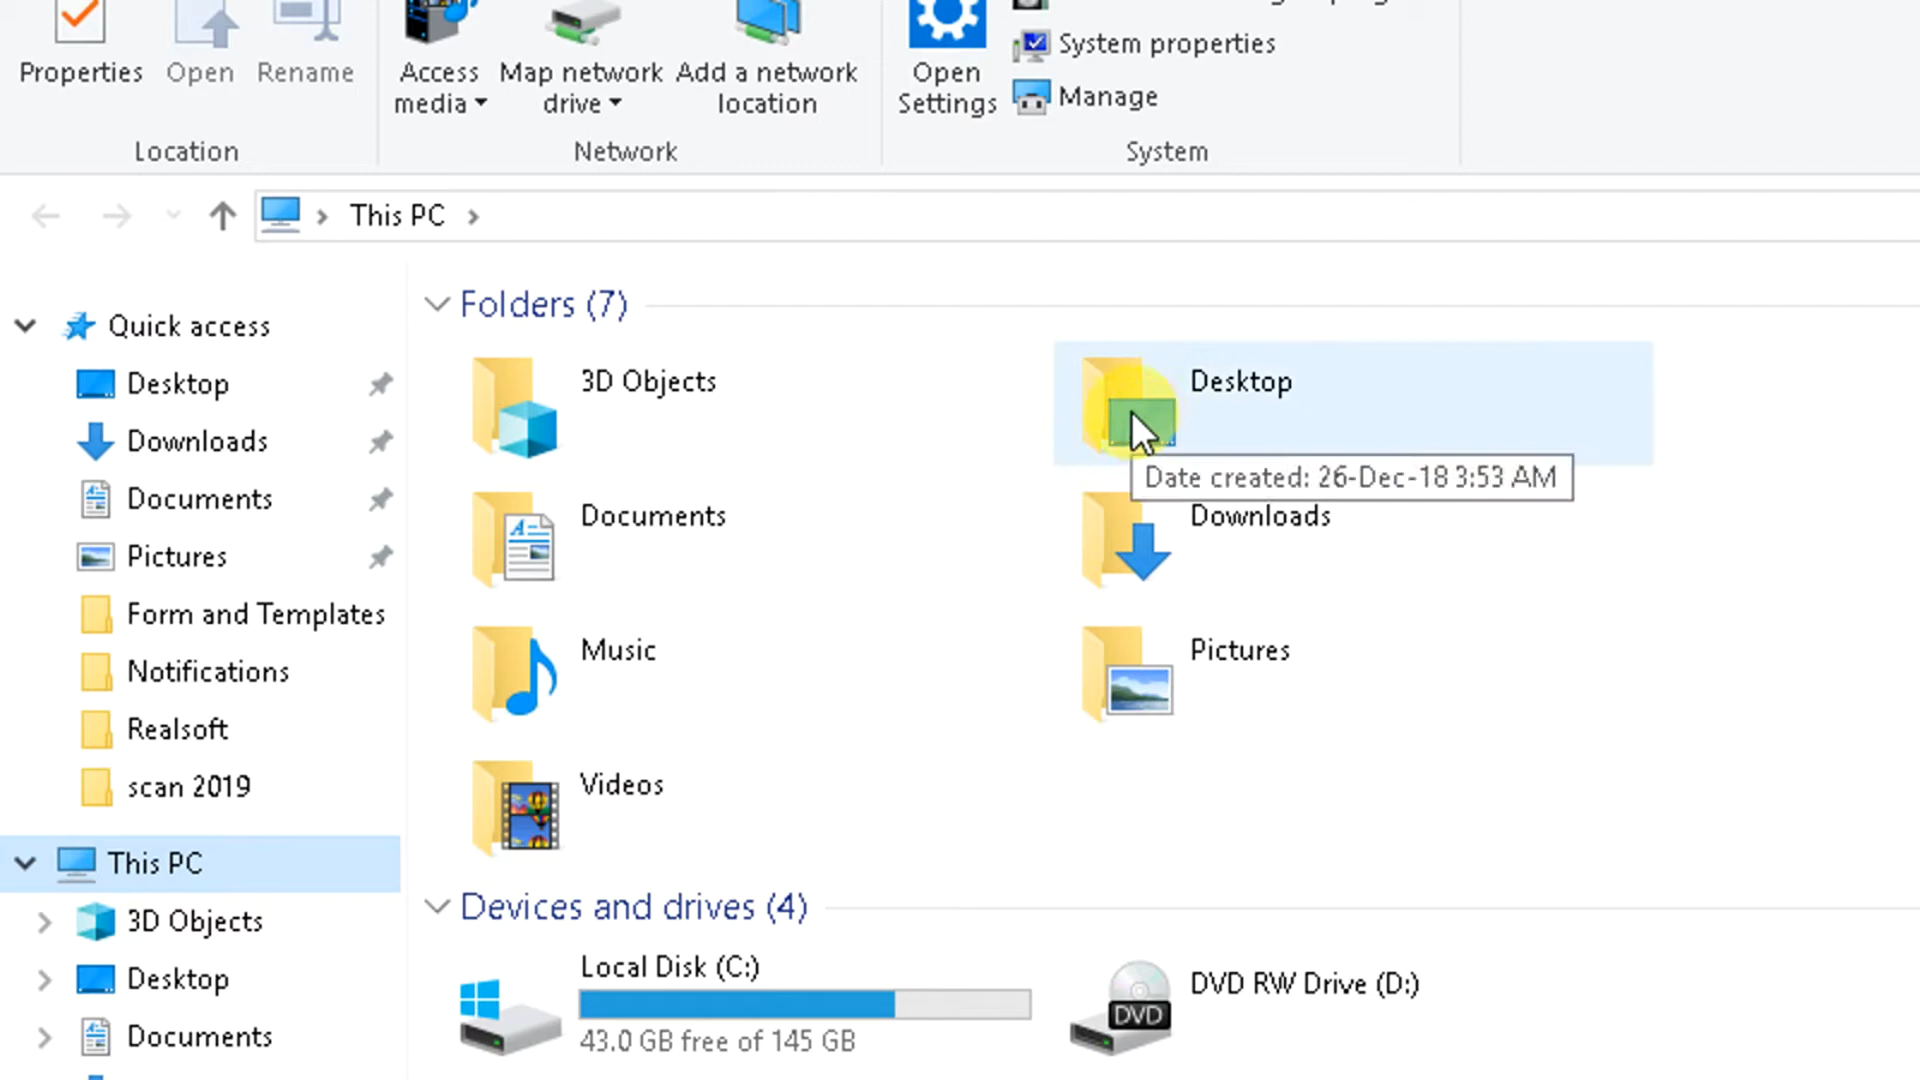 Properties
Open
Rename
Access
media
Map network
drive
Add a network
location
Open
Settings
System properties
Manage
Location
Network
System
This PC
Quick access
Desktop
Downloads
Documents
Pictures
Form and Templates
Notifications
Realsoft
scan 2019
This PC
3D Objects
Desktop
Documents
Folders (7)
3D Objects
Desktop
Date created: 26-Dec-18 3:53 AM
Documents
Downloads
Music
Pictures
Videos
Devices and drives (4)
Local Disk (C:)
43.0 GB free of 145 GB
DVD RW Drive (D:)
DVD